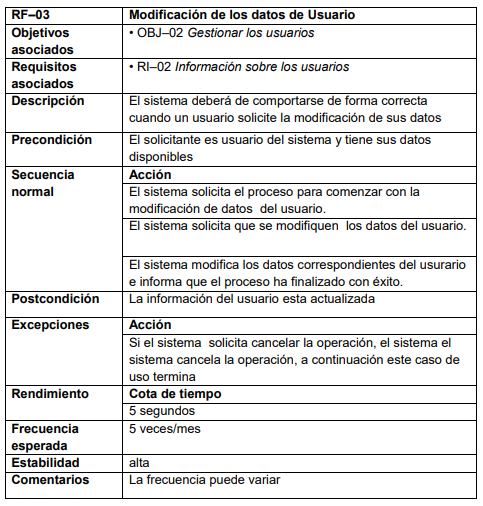 RF–03 Modificación de los datos de Usuario
Objetivos asociados • OBJ–02 Gestionar los usuarios
Requisitos asociados • RI–02 Información sobre los usuarios
Descripción El sistema deberá de comportarse de forma correcta
cuando un usuario solicite la modificación de sus datos
Precondición El solicitante es usuario del sistema y tiene sus datos
disponibles
Secuencia normal Acción
El sistema solicita el proceso para comenzar con la
modificación de datos del usuario.
El sistema solicita que se modifiquen los datos del usuario.
El sistema modifica los datos correspondientes del usurario
e informa que el proceso ha finalizado con éxito.
Postcondición La información del usuario esta actualizada
Excepciones Acción
Si el sistema solicita cancelar la operación, el sistema el
sistema cancela la operación, a continuación este caso de
uso termina
Rendimiento Cota de tiempo
5 segundos
Frecuencia esperada 5 veces/mes
Estabilidad alta
Comentarios La frecuencia puede variar